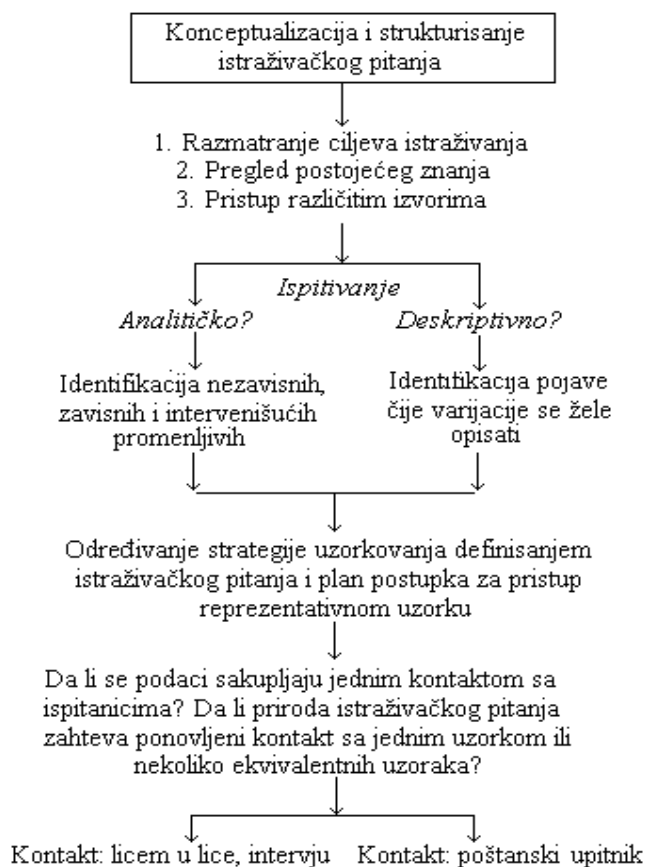 Konceptualizacija i strukturisanje
istraživačkog pitanja
1. Razmatranje ciljeva istraživanja
2. Pregled postojećeg znanja
3. Pristup različitim izvorima
Ispitivanje
Analitičko?
Deskriptivno?
Identifikacija nezavisnih,
zavisnih i intervenišućih
promenljivih
Identifikacija pojave
čije varijacije se žele
opisati
Određivanje strategije uzorkovanja definisanjem
istraživačkog pitanja i plan postupka za pristup
reprezentativnom uzorku
Da li se podaci sakupljaju jednim kontaktom sa
ispitanicima? Da li priroda istraživačkog pitanja
zahteva ponovljeni kontakt sa jednim uzorkom ili
nekoliko ekvivalentnih uzoraka?
Kontakt: licem u lice, intervju
Kontakt: poštanski upitnik